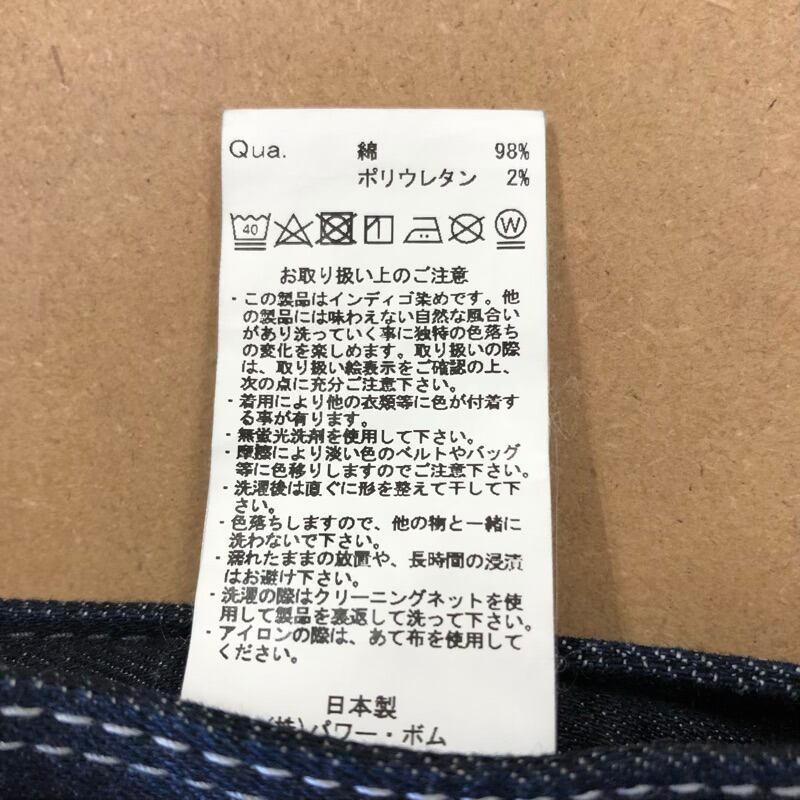 Qua. 綿 98%
ポリウレタン 2%
40 W
お取り扱い上のご注意
・この製品はインディゴ染めです。他
の製品には味わえない自然な風合い
があり洗っていく事に独特の色落ち
の変化を楽しめます。取り扱いの際
は、取り扱い絵表示をご確認の上、
次の点に充分ご注意下さい。
・着用により他の衣類等に色が付着す
る事が有ります。
・無蛍光洗剤を使用して下さい。
・摩擦により淡い色のベルトやバッグ
等に色移りしますのでご注意下さい。
・洗濯後は直ぐに形を整えて干して下
さい。
・色落ちしますので、他の物と一緒に
洗わないで下さい。
・濡れたままの放置や、長時間の浸漬
はお避け下さい。
・洗濯の際はクリーニングネットを使
用して製品を裏返して洗って下さい。
・アイロンの際は、あて布を使用して
ください。
日本製
(株)パワー・ボム